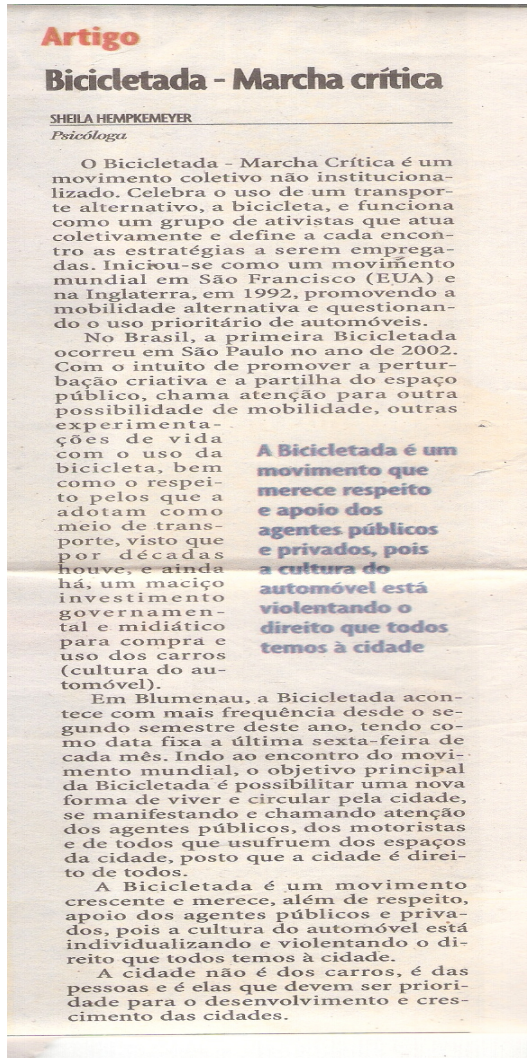 Artigo
Bicicletada - Marcha crítica
SHEILA HEMPKEMEYER
Psicóloga
O Bicicletada - Marcha Crítica é um
movimento coletivo não instituciona-
lizado. Celebra o uso de um transpor-
te alternativo, a bicicleta, e funciona
como um grupo de ativistas que atua
coletivamente e define a cada encon-
tro as estratégias a serem emprega-
das. Iniciou-se como um movimento
mundial em São Francisco (EUA) e
na Inglaterra, em 1992, promovendo a
mobilidade alternativa e questionan-
do o uso prioritário de automóveis.
No Brasil, a primeira Bicicletada
ocorreu em São Paulo no ano de 2002.
Com o intuito de promover a pertur-
bação criativa e a partilha do espaço
público, chama atenção para outra
possibilidade de mobilidade, outras
experimenta-
ções de vida
com o uso da
bicicleta, bem
como o respei-
to pelos que a
adotam como
meio de trans-
porte, visto que
por décadas
houve, e ainda
há, um maciço
investimento
governamen-
tal e midiático
para compra e
uso dos carros
(cultura do au-
tomóvel).
A Bicicletada é um
movimento que
merece respeito
e apoio dos
agentes públicos
e privados, pois
a cultura do
automóvel está
violentando o
direito que todos
temos à cidade
Em Blumenau, a Bicicletada acon-
tece com mais frequência desde o se-
gundo semestre deste ano, tendo co-
mo data fixa a última sexta-feira de
cada mês. Indo ao encontro do movi-
mento mundial, o objetivo principal
da Bicicletada é possibilitar uma nova
forma de viver e circular pela cidade,
se manifestando e chamando atenção
dos agentes públicos, dos motoristas
e de todos que usufruem dos espaços
da cidade, posto que a cidade é direi-
to de todos.
A Bicicletada é um movimento
crescente e merece, além de respeito,
apoio dos agentes públicos e priva-
dos, pois a cultura do automóvel está
individualizando e violentando o di-
reito que todos temos à cidade.
A cidade não é dos carros, é das
pessoas e é elas que devem ser priori-
dade para o desenvolvimento e cres-
cimento das cidades.